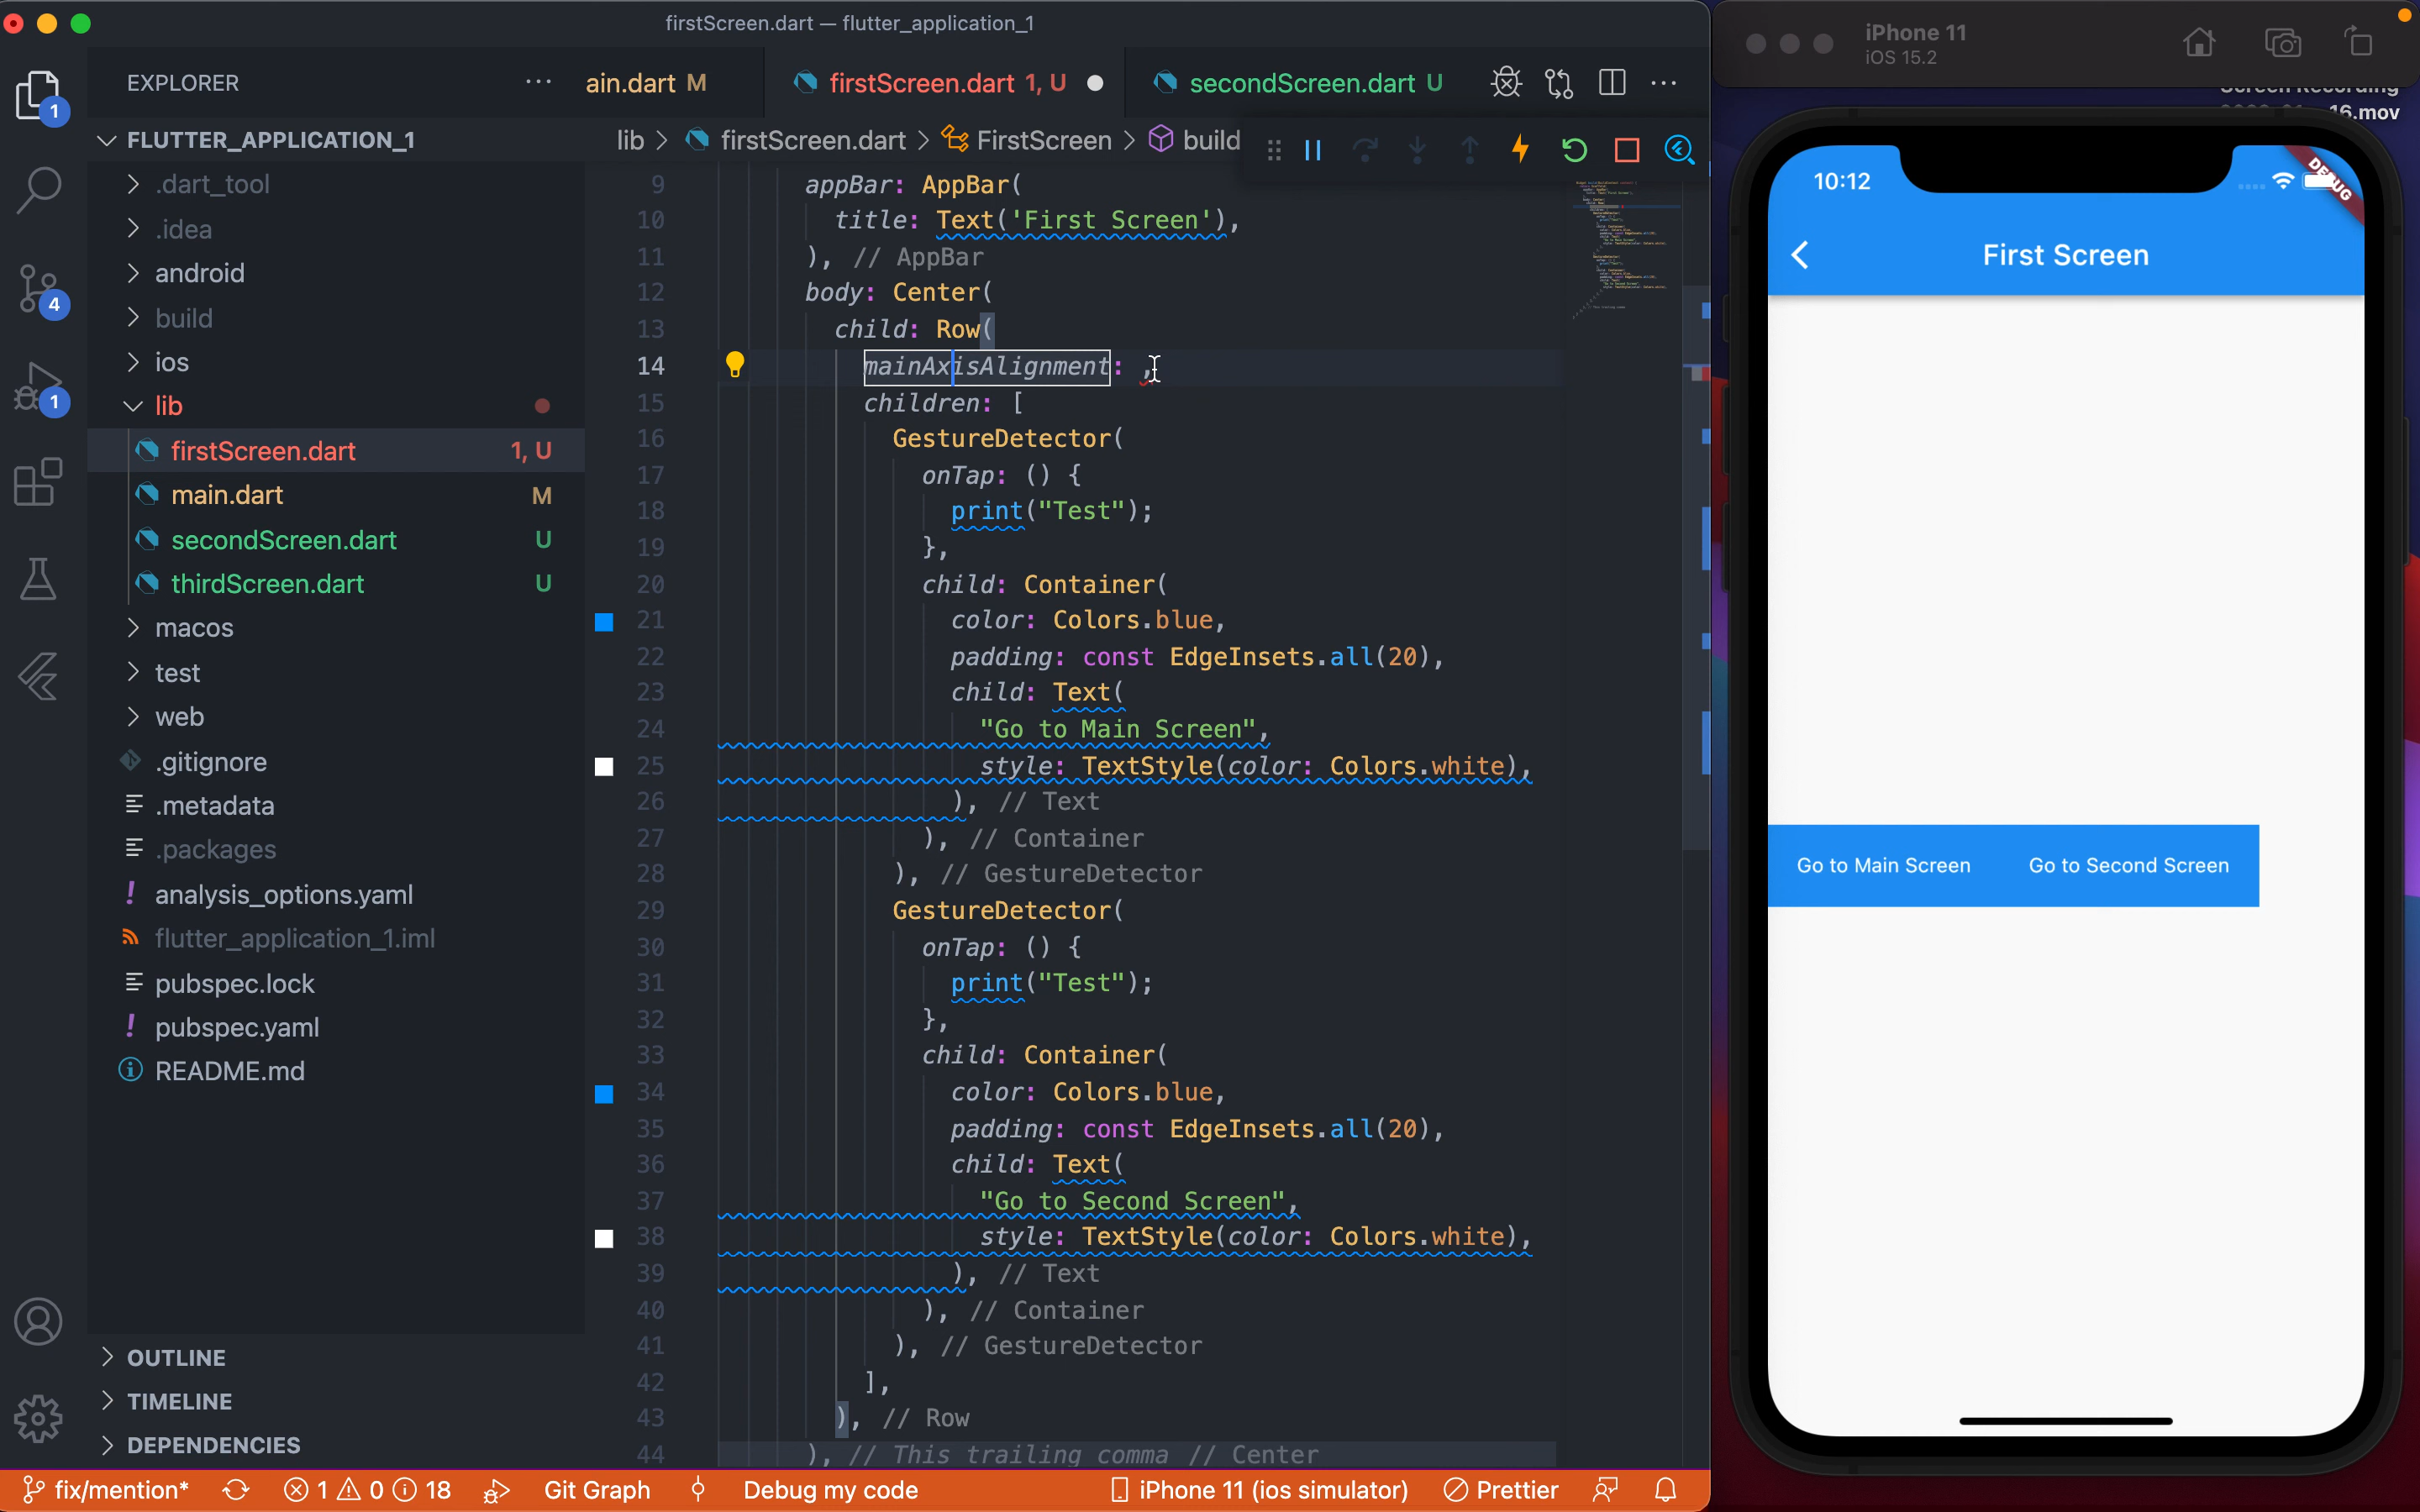 firstScreen.dart — flutter_application_1
iPhone 11
iOS 15.2
16.mov
EXPLORER
ain.dart M
firstScreen.dart 1, U
secondScreen.dart U
FLUTTER_APPLICATION_1
lib > firstScreen.dart > FirstScreen > build
.dart_tool
.idea
android
build
ios
lib
firstScreen.dart 1, U
main.dart M
secondScreen.dart U
thirdScreen.dart U
macos
test
web
.gitignore
.metadata
.packages
analysis_options.yaml
flutter_application_1.iml
pubspec.lock
pubspec.yaml
README.md
OUTLINE
TIMELINE
DEPENDENCIES
1
4
1
9 appBar: AppBar(
10 title: Text('First Screen'),
11 ), // AppBar
12 body: Center(
13 child: Row(
14 mainAxisAlignment: ,
15 children: [
16 GestureDetector(
17 onTap: () {
18 print("Test");
19 },
20 child: Container(
21 color: Colors.blue,
22 padding: const EdgeInsets.all(20),
23 child: Text(
24 "Go to Main Screen",
25 style: TextStyle(color: Colors.white),
26 ), // Text
27 ), // Container
28 ), // GestureDetector
29 GestureDetector(
30 onTap: () {
31 print("Test");
32 },
33 child: Container(
34 color: Colors.blue,
35 padding: const EdgeInsets.all(20),
36 child: Text(
37 "Go to Second Screen",
38 style: TextStyle(color: Colors.white),
39 ), // Text
40 ), // Container
41 ), // GestureDetector
42 ],
43 ), // Row
44 ), // This trailing comma // Center
10:12
DEBUG
First Screen
Go to Main Screen
Go to Second Screen
fix/mention* 1 0 18 Git Graph Debug my code iPhone 11 (ios simulator) Prettier